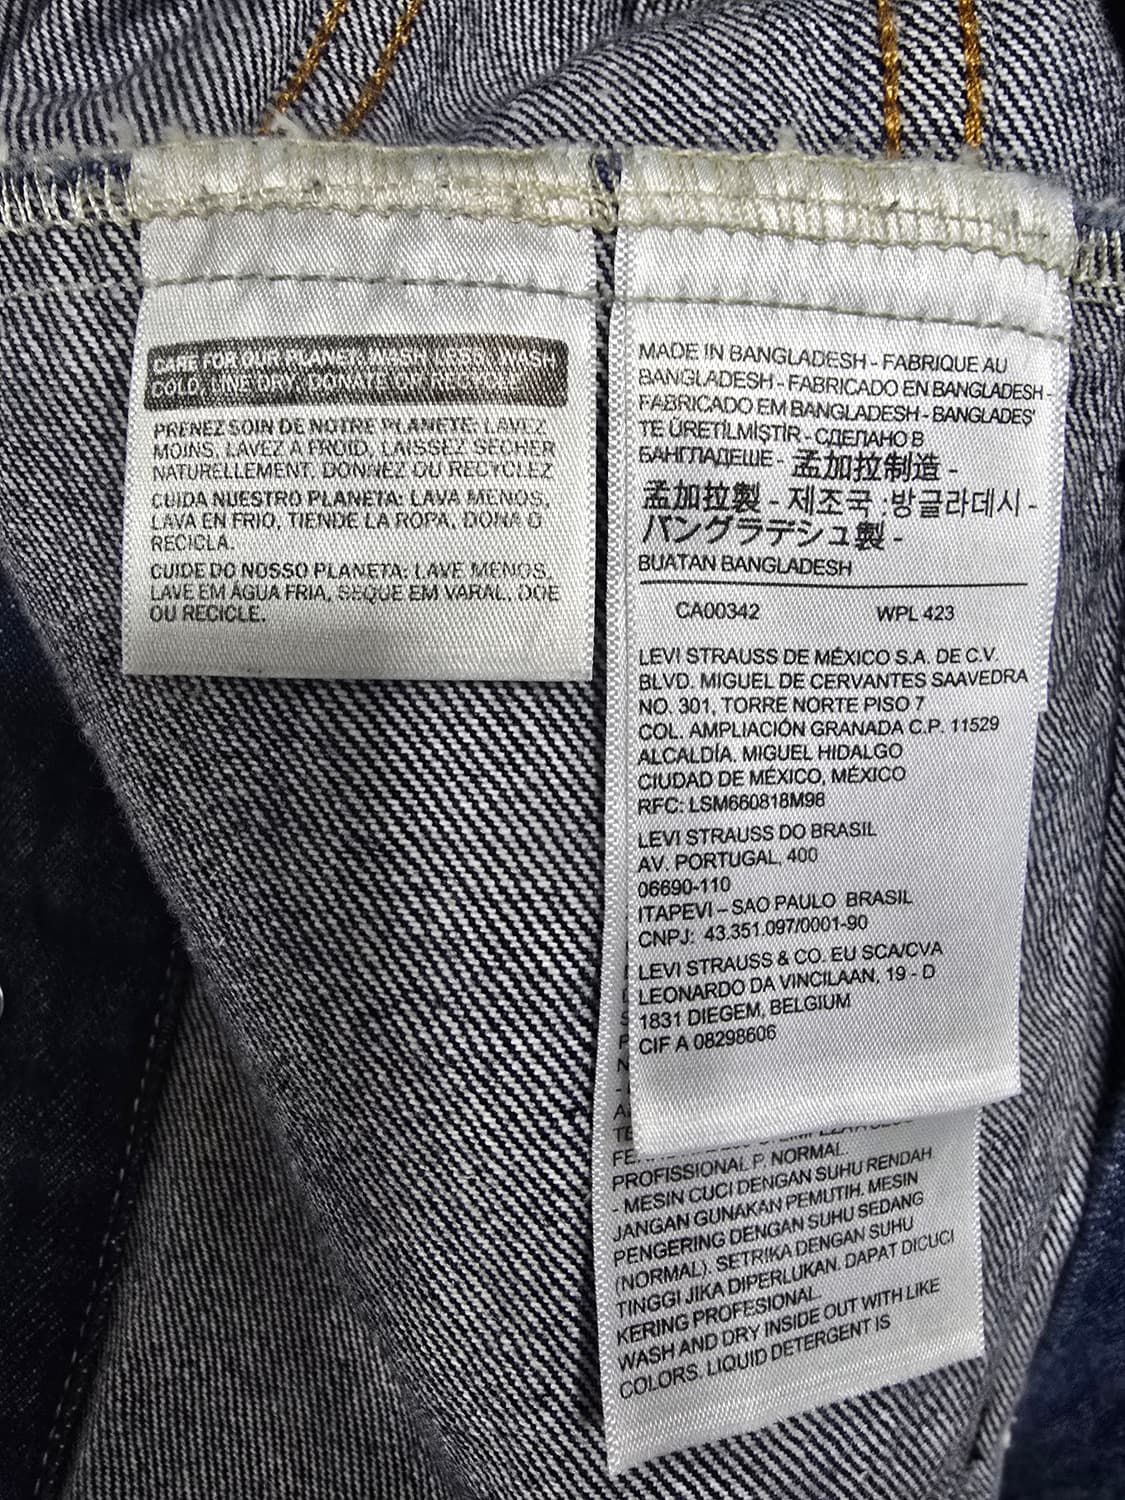 CARE FOR OUR PLANET: WASH LESS, WASH
COLD, LINE DRY, DONATE OR RECYCLE.
PRENEZ SOIN DE NOTRE PLANETE: LAVEZ
MOINS, LAVEZ A FROID, LAISSEZ SECHER
NATURELLEMENT, DONNEZ OU RECYCLEZ
CUIDA NUESTRO PLANETA: LAVA MENOS,
LAVA EN FRIO, TIENDE LA ROPA, DONA O
RECICLA.
CUIDE DO NOSSO PLANETA: LAVE MENOS,
LAVE EM ÁGUA FRIA, SEQUE EM VARAL, DOE
OU RECICLE.
MADE IN BANGLADESH - FABRIQUE AU
BANGLADESH - FABRICADO EN BANGLADESH -
FABRICADO EM BANGLADESH - BANGLADEŞ'
TE ÜRETİLMİŞTİR - СДЕЛАНО В
БАНГЛАДЕШЕ - 孟加拉制造 -
孟加拉製 - 제조국 :방글라데시 -
バングラデシュ製 -
BUATAN BANGLADESH
CA00342 WPL 423
LEVI STRAUSS DE MÉXICO S.A. DE C.V.
BLVD. MIGUEL DE CERVANTES SAAVEDRA
NO. 301, TORRE NORTE PISO 7
COL. AMPLIACIÓN GRANADA C.P. 11529
ALCALDÍA. MIGUEL HIDALGO
CIUDAD DE MÉXICO, MÉXICO
RFC: LSM660818M98
LEVI STRAUSS DO BRASIL
AV. PORTUGAL, 400
06690-110
ITAPEVI – SAO PAULO BRASIL
CNPJ: 43.351.097/0001-90
LEVI STRAUSS & CO. EU SCA/CVA
LEONARDO DA VINCILAAN, 19 - D
1831 DIEGEM, BELGIUM
CIF A 08298606
PROFISSIONAL P. NORMAL.
- MESIN CUCI DENGAN SUHU RENDAH
JANGAN GUNAKAN PEMUTIH. MESIN
PENGERING DENGAN SUHU SEDANG
(NORMAL). SETRIKA DENGAN SUHU
TINGGI JIKA DIPERLUKAN. DAPAT DICUCI
KERING PROFESIONAL.
WASH AND DRY INSIDE OUT WITH LIKE
COLORS. LIQUID DETERGENT IS